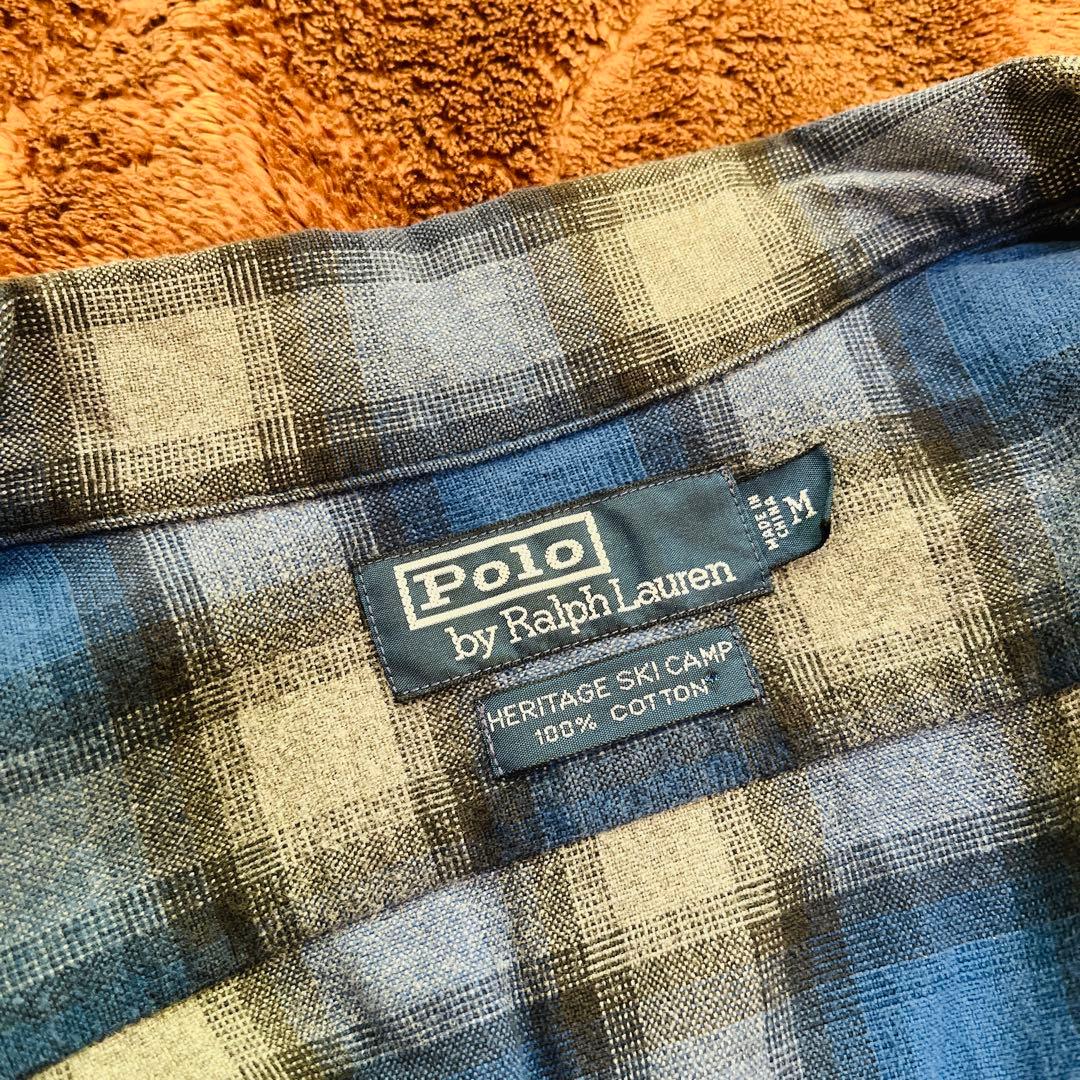 Polo
by Ralph Lauren
MADE IN
CHINA
M
HERITAGE SKI CAMP
100% COTTON